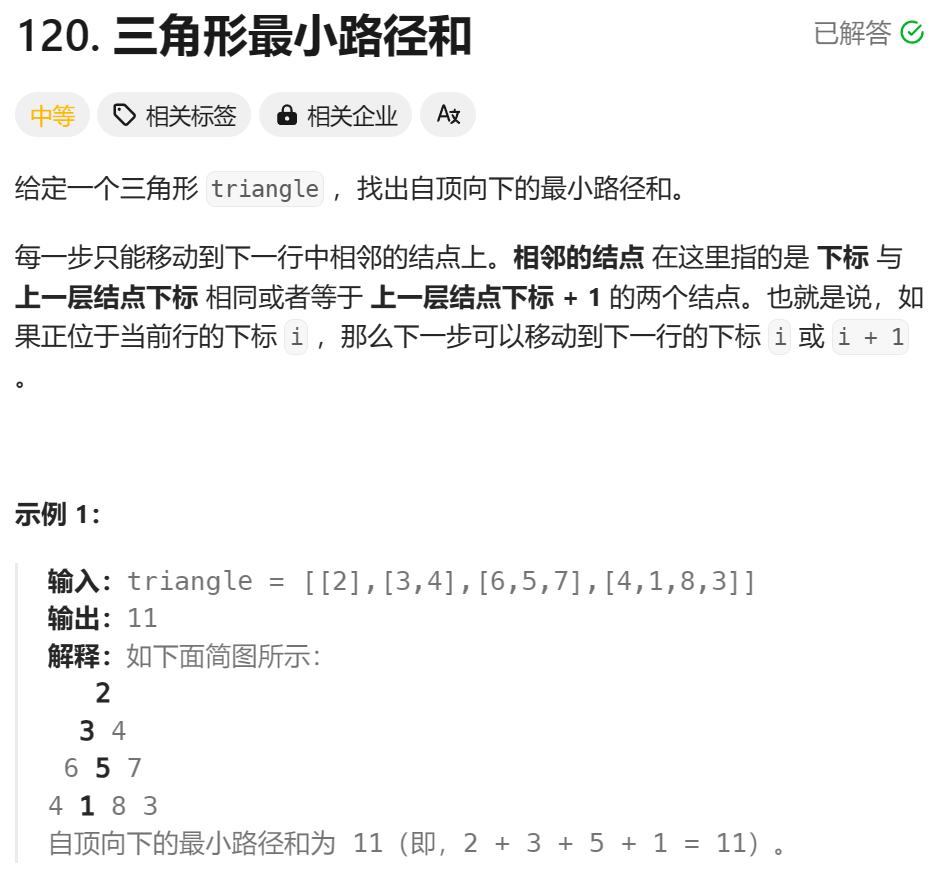 120. 三角形最小路径和
已解答
中等 相关标签 相关企业
给定一个三角形 triangle ，找出自顶向下的最小路径和。
每一步只能移动到下一行中相邻的结点上。相邻的结点 在这里指的是 下标 与
上一层结点下标 相同或者等于 上一层结点下标 + 1 的两个结点。也就是说，如
果正位于当前行的下标 i ，那么下一步可以移动到下一行的下标 i 或 i + 1
。
示例 1：
输入：triangle = [[2],[3,4],[6,5,7],[4,1,8,3]]
输出：11
解释：如下面简图所示：
2
3 4
6 5 7
4 1 8 3
自顶向下的最小路径和为 11（即，2 + 3 + 5 + 1 = 11）。